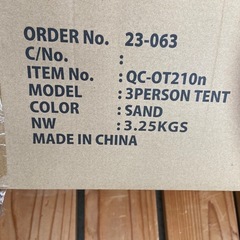 ORDER No. 23-063
C/No. :
ITEM No. : QC-OT210n
MODEL : 3PERSON TENT
COLOR : SAND
NW : 3.25KGS
MADE IN CHINA